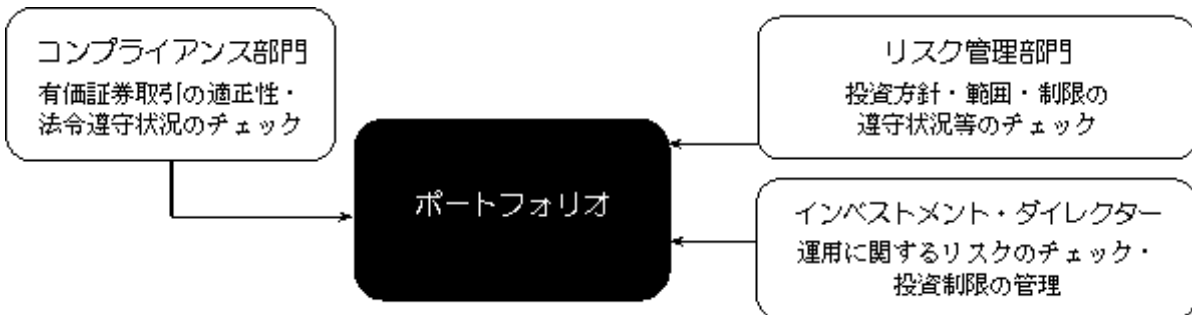 コンプライアンス部門
有価証券取引の適正性・
法令遵守状況のチェック
リスク管理部門
投資方針・範囲・制限の
遵守状況等のチェック
ポートフォリオ
インベストメント・ダイレクター
運用に関するリスクのチェック・
投資制限の管理